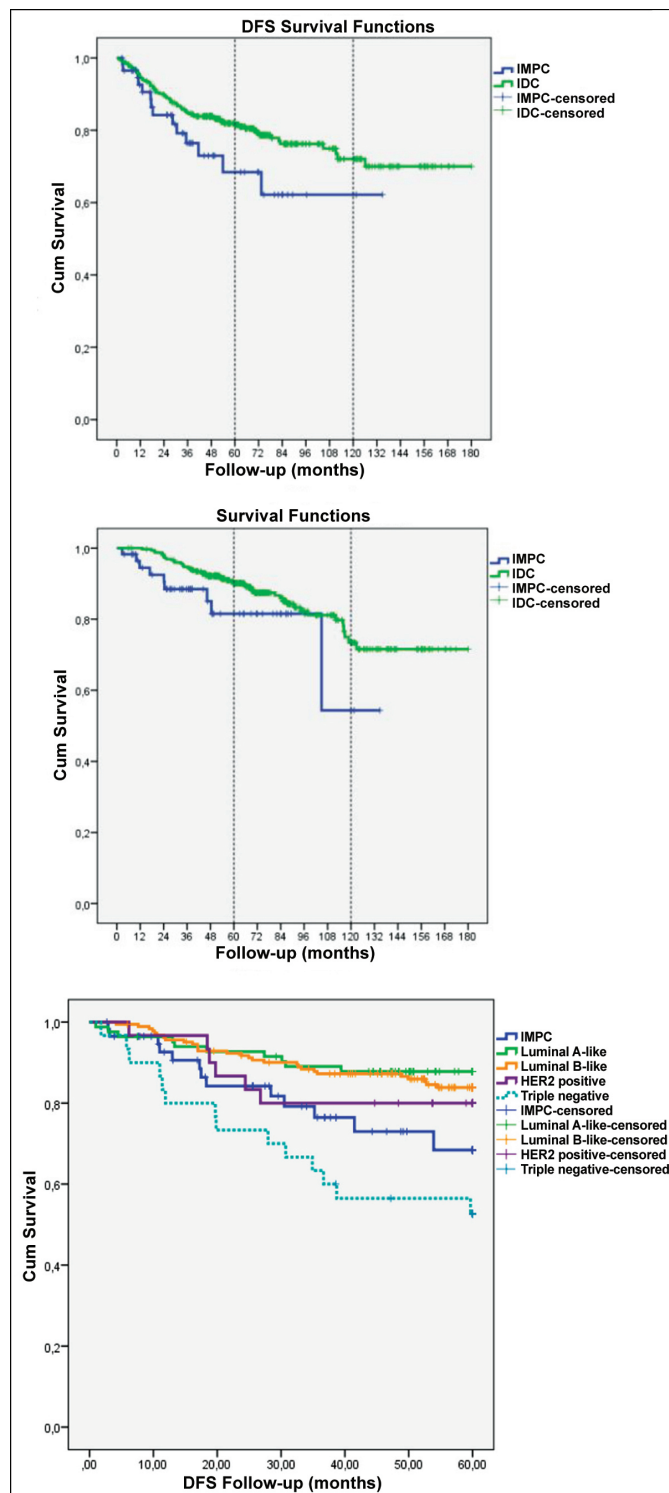 DFS Survival Functions
1,0
0,8
0,6
0,4
0,2
0,0
Cum Survival
0 12 24 36 48 60 72 84 96 108 120 132 144 156 168 180
Follow-up (months)
IMPC
IDC
IMPC-censored
IDC-censored
Survival Functions
1,0
0,8
0,6
0,4
0,2
0,0
Cum Survival
0 12 24 36 48 60 72 84 96 108 120 132 144 156 168 180
Follow-up (months)
IMPC
IDC
IMPC-censored
IDC-censored
1,0
0,8
0,6
0,4
0,2
0,0
Cum Survival
,00 10,00 20,00 30,00 40,00 50,00 60,00
DFS Follow-up (months)
IMPC
Luminal A-like
Luminal B-like
HER2 positive
Triple negative
IMPC-censored
Luminal A-like-censored
Luminal B-like-censored
HER2 positive-censored
Triple negative-censored